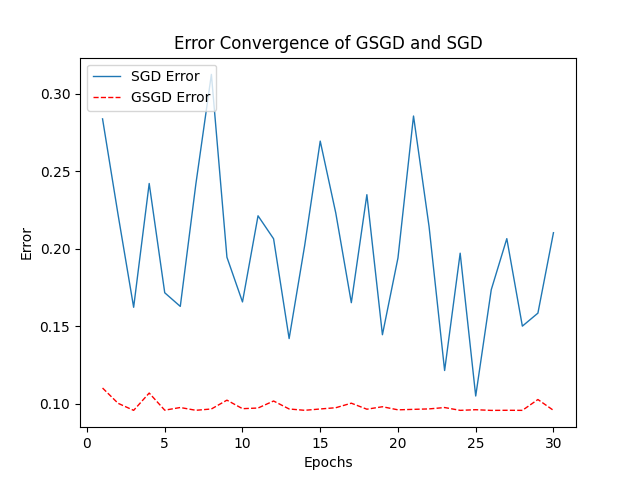 Error Convergence of GSGD and SGD
SGD Error
GSGD Error
0.30
0.25
0.20
0.15
0.10
Error
0 5 10 15 20 25 30
Epochs